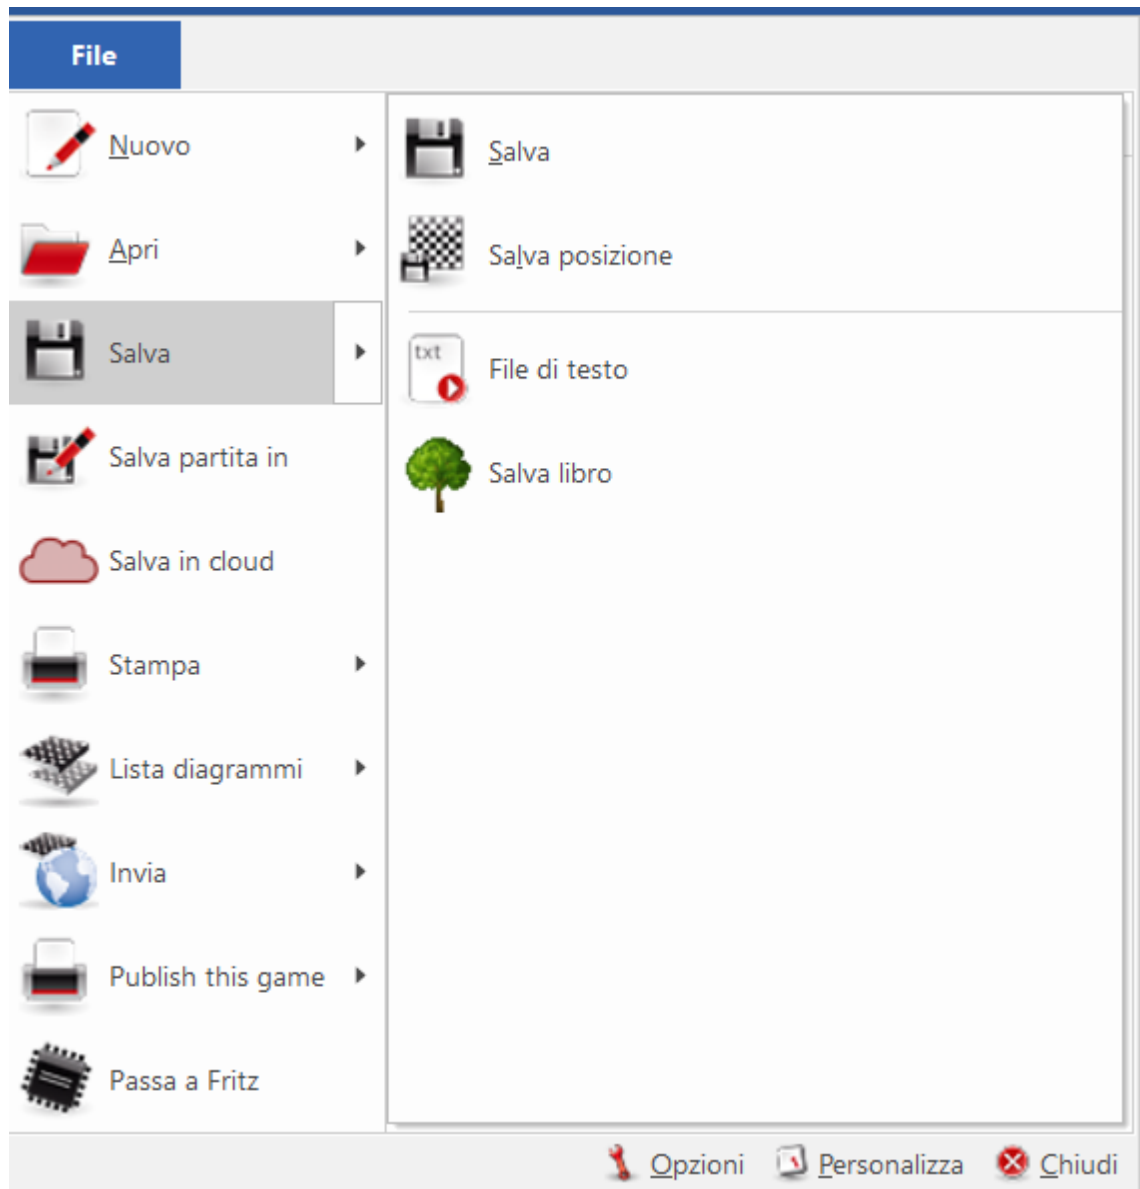 File
Nuovo
Apri
Salva
Salva partita in
Salva in cloud
Stampa
Lista diagrammi
Invia
Publish this game
Passa a Fritz
Salva
Salva posizione
txt
File di testo
Salva libro
Opzioni
Personalizza
Chiudi